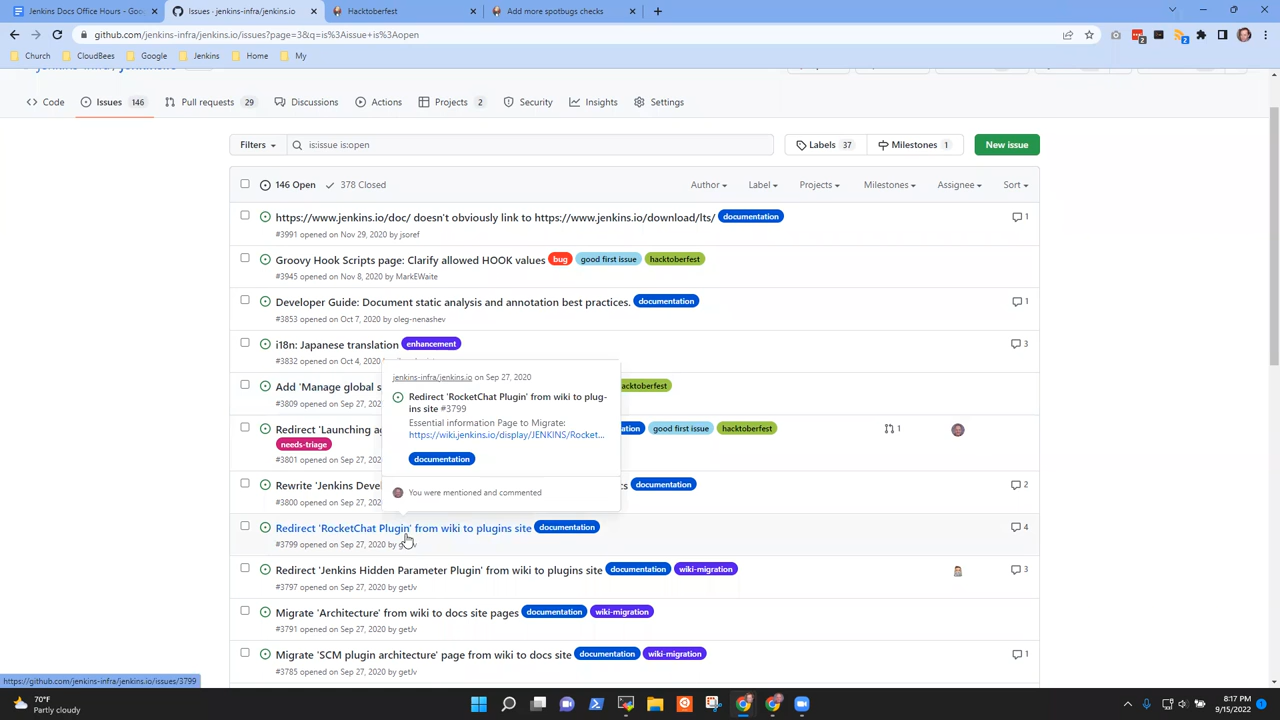 Jenkins Docs Office Hours - Goo
Issues · jenkins-infra/jenkins.io
Hacktoberfest
Add more spotbugs checks
github.com/jenkins-infra/jenkins.io/issues?page=3&q=is%3Aissue+is%3Aopen
Church
CloudBees
Google
Jenkins
Home
My
Code
Issues 146
Pull requests 29
Discussions
Actions
Projects 2
Security
Insights
Settings
Filters
is:issue is:open
Labels 37
Milestones 1
New issue
146 Open
378 Closed
Author
Label
Projects
Milestones
Assignee
Sort
https://www.jenkins.io/doc/ doesn't obviously link to https://www.jenkins.io/download/lts/ documentation 1
#3991 opened on Nov 29, 2020 by jsoref
Groovy Hook Scripts page: Clarify allowed HOOK values bug good first issue hacktoberfest
#3945 opened on Nov 8, 2020 by MarkEWaite
Developer Guide: Document static analysis and annotation best practices. documentation 1
#3853 opened on Oct 7, 2020 by oleg-nenashev
i18n: Japanese translation enhancement 3
#3832 opened on Oct 4, 2020
jenkins-infra/jenkins.io on Sep 27, 2020
Redirect 'RocketChat Plugin' from wiki to plug-
ins site #3799
Essential information Page to Migrate:
https://wiki.jenkins.io/display/JENKINS/Rocket...
documentation
You were mentioned and commented
Add 'Manage global s
#3809 opened on Sep 27, 202
Redirect 'Launching ag good first issue hacktoberfest 1
needs-triage
#3801 opened on Sep 27, 202
Rewrite 'Jenkins Deve cs documentation 2
#3800 opened on Sep 27, 202
Redirect 'RocketChat Plugin' from wiki to plugins site documentation 4
#3799 opened on Sep 27, 2020 by getlv
Redirect 'Jenkins Hidden Parameter Plugin' from wiki to plugins site documentation wiki-migration 3
#3797 opened on Sep 27, 2020 by getlv
Migrate 'Architecture' from wiki to docs site pages documentation wiki-migration
#3791 opened on Sep 27, 2020 by getlv
Migrate 'SCM plugin architecture' page from wiki to docs site documentation wiki-migration 1
#3785 opened on Sep 27, 2020 by getlv
https://github.com/jenkins-infra/jenkins.io/issues/3799
70°F
Partly cloudy
8:17 PM
9/15/2022